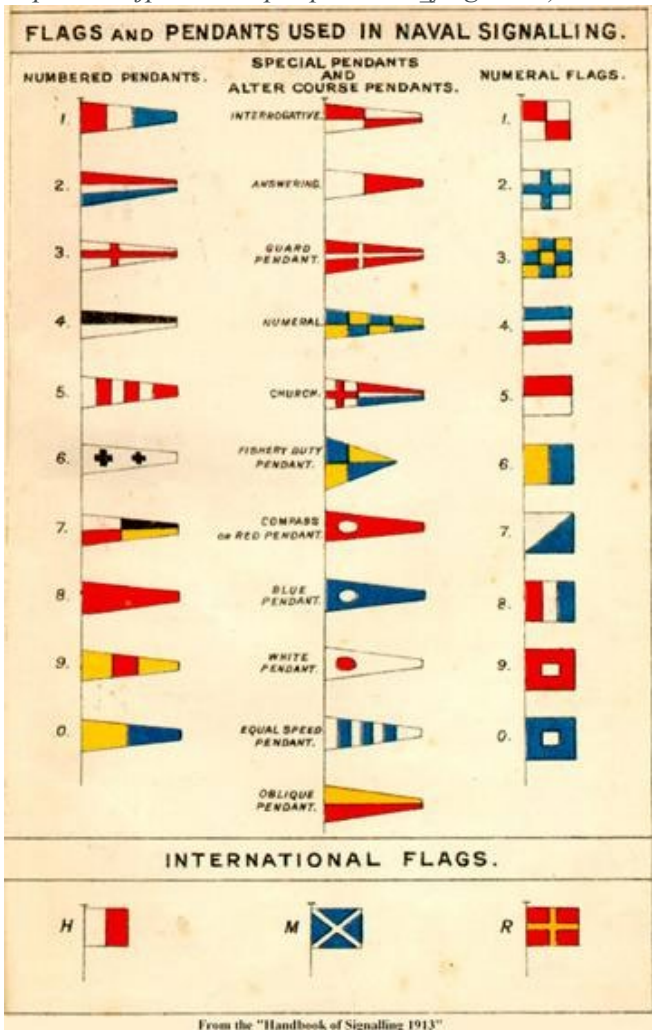 FLAGS AND PENDANTS USED IN NAVAL SIGNALLING.
NUMBERED PENDANTS.
1.
2.
3.
4.
5.
6.
7.
8.
9.
0.
SPECIAL PENDANTS
AND
ALTER COURSE PENDANTS.
INTERROGATIVE.
ANSWERING.
GUARD
PENDANT.
NUMERAL
CHURCH.
FISHERY DUTY
PENDANT.
COMPASS
OR RED PENDANT.
BLUE
PENDANT.
WHITE
PENDANT.
EQUAL SPEED
PENDANT.
OBLIQUE
PENDANT.
NUMERAL FLAGS.
1.
2.
3.
4.
5.
6.
7.
8.
9.
0.
INTERNATIONAL FLAGS.
H
M
R
From the "Handbook of Signalling 1913"